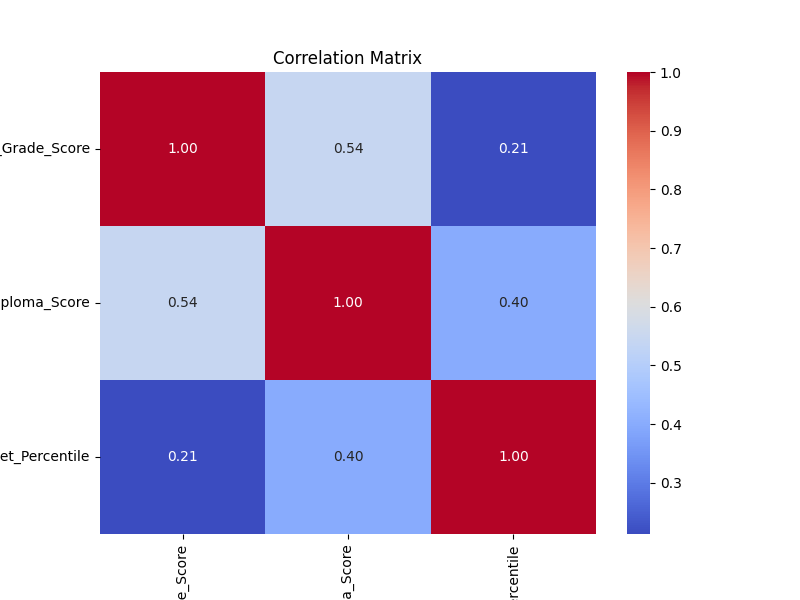 Correlation Matrix
_Grade_Score
1.00
0.54
0.21
ploma_Score
0.54
1.00
0.40
et_Percentile
0.21
0.40
1.00
e_Score
a_Score
rcentile
1.0
0.9
0.8
0.7
0.6
0.5
0.4
0.3